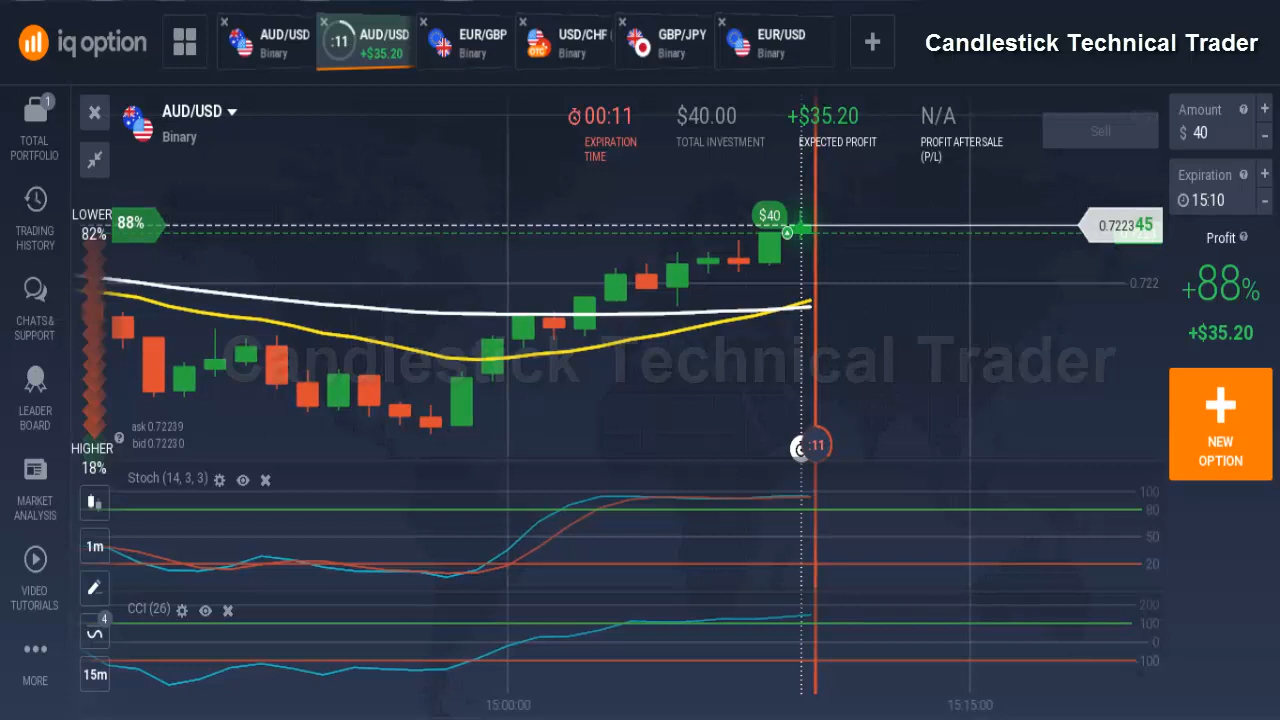 iq option
AUD/USD
Binary
:11
AUD/USD
+$35.20
EUR/GBP
Binary
USD/CHF
OTC
Binary
GBP/JPY
Binary
EUR/USD
Binary
+
Candlestick Technical Trader
1
TOTAL
PORTFOLIO
TRADING
HISTORY
CHATS &
SUPPORT
LEADER
BOARD
MARKET
ANALYSIS
VIDEO
TUTORIALS
MORE
AUD/USD
Binary
00:11
EXPIRATION
TIME
$40.00
TOTAL INVESTMENT
+$35.20
EXPECTED PROFIT
N/A
PROFIT AFTER SALE
(P/L)
Sell
LOWER
82%
88%
$40
0.722345
0.722
Candlestick Technical Trader
ask 0.72239
bid 0.72230
HIGHER
18%
:11
Stoch (14, 3, 3)
100
80
50
20
1m
CCI (26)
4
200
100
0
-100
15m
15:00:00
15:15:00
Amount
$ 40
+
-
Expiration
15:10
+
-
Profit
+88%
+$35.20
NEW
OPTION